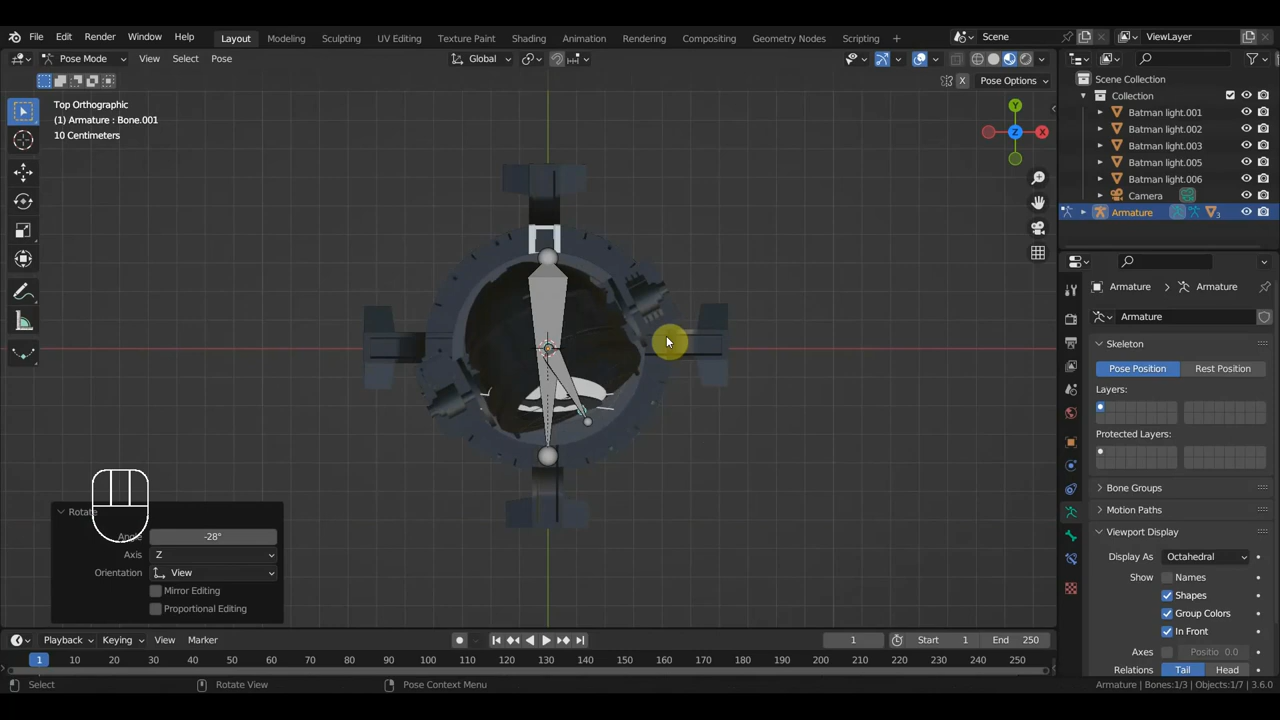 File Edit Render Window Help Layout Modeling Sculpting UV Editing Texture Paint Shading Animation Rendering Compositing Geometry Nodes Scripting + Scene ViewLayer
Pose Mode View Select Pose Global
X Pose Options
Top Orthographic
(1) Armature : Bone.001
10 Centimeters
Y
X
Z
Scene Collection
Collection
Batman light.001
Batman light.002
Batman light.003
Batman light.005
Batman light.006
Camera
Armature
3
Armature > Armature
Armature
Skeleton
Pose Position Rest Position
Layers:
Protected Layers:
Bone Groups
Motion Paths
Viewport Display
Display As Octahedral
Show Names
Shapes
Group Colors
In Front
Axes Positio 0.0
Relations Tail Head
Rotate
Angle -28°
Axis Z
Orientation View
Mirror Editing
Proportional Editing
Playback Keying View Marker 1 Start 1 End 250
1 10 20 30 40 50 60 70 80 90 100 110 120 130 140 150 160 170 180 190 200 210 220 230 240 250
Select Rotate View Pose Context Menu Armature | Bones:1/3 | Objects:1/7 | 3.6.0